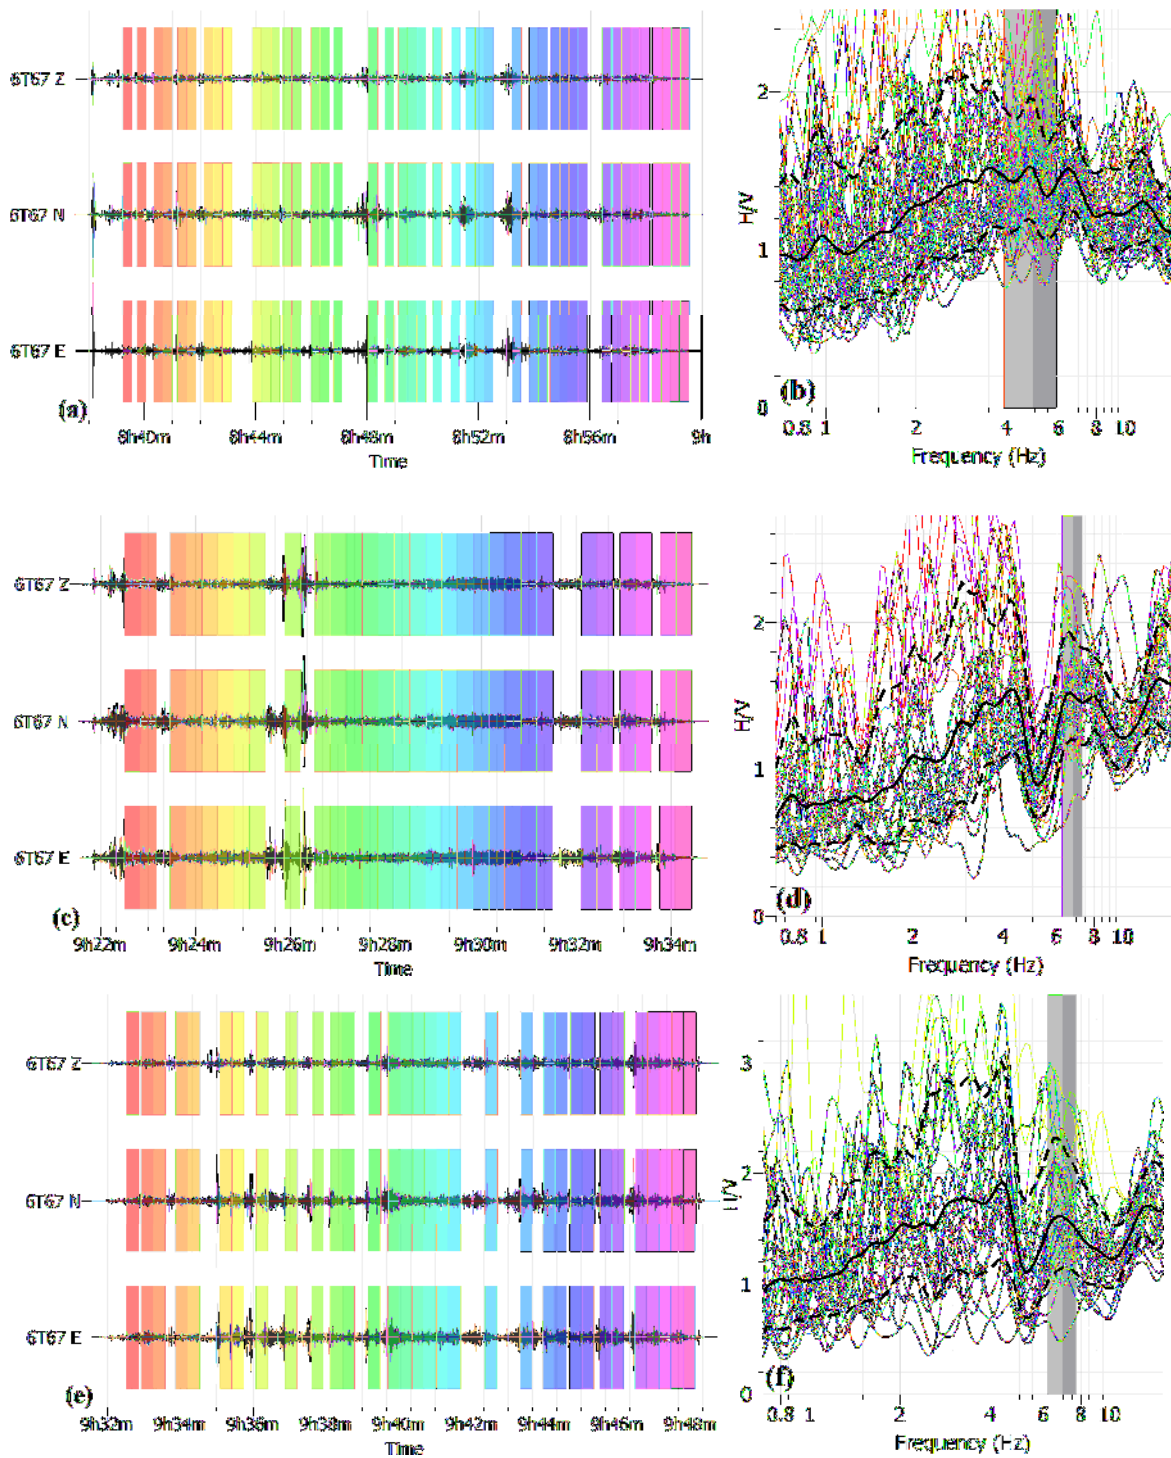 6T67 Z
6T67 N
6T67 E
(a)
8h40m 8h44m 8h48m 8h52m 8h56m 9h
Time
H/V
2
1
0
(b)
0.8 1 2 4 6 8 10
Frequency (Hz)
6T67 Z
6T67 N
6T67 E
(c)
9h22m 9h24m 9h26m 9h28m 9h30m 9h32m 9h34m
Time
H/V
2
1
0
(d)
0.8 1 2 4 6 8 10
Frequency (Hz)
6T67 Z
6T67 N
6T67 E
(e)
9h32m 9h34m 9h36m 9h38m 9h40m 9h42m 9h44m 9h46m 9h48m
Time
H/V
3
2
1
0
(f)
0.8 1 2 4 6 8 10
Frequency (Hz)